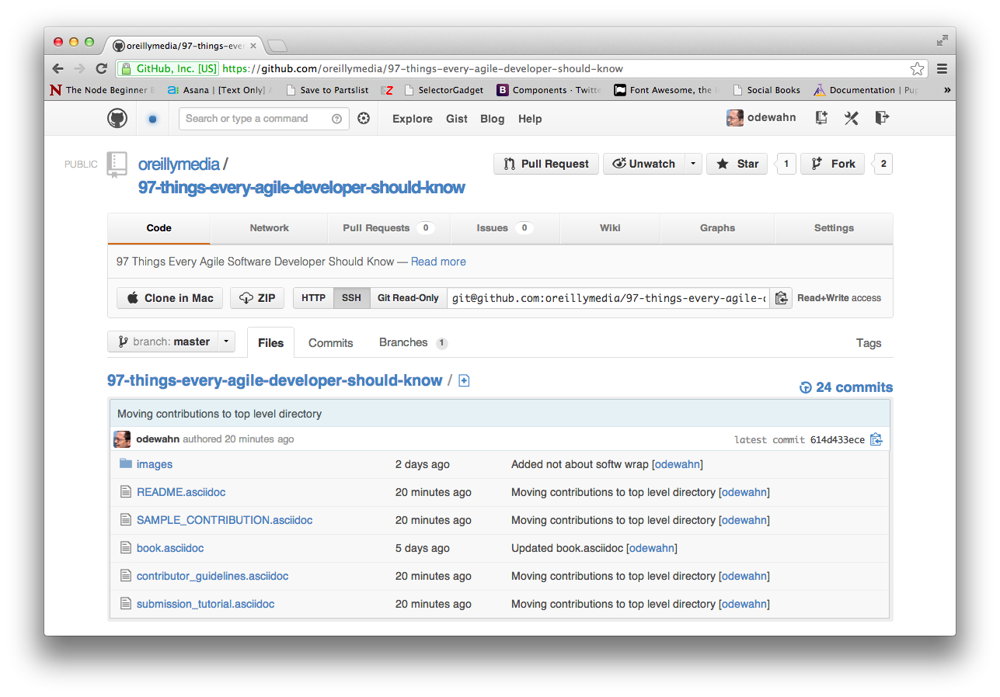 oreillymedia/97-things-eve
GitHub, Inc. [US] https://github.com/oreillymedia/97-things-every-agile-developer-should-know
The Node Beginner Asana | [Text Only] Save to Partslist SelectorGadget Components · Twitte Font Awesome, the Social Books Documentation | Pup »
Search or type a command Explore Gist Blog Help odewahn
PUBLIC oreillymedia / Pull Request Unwatch Star 1 Fork 2
97-things-every-agile-developer-should-know
Code Network Pull Requests 0 Issues 0 Wiki Graphs Settings
97 Things Every Agile Software Developer Should Know — Read more
Clone in Mac ZIP HTTP SSH Git Read-Only git@github.com:oreillymedia/97-things-every-agile-d Read+Write access
branch: master Files Commits Branches 1 Tags
97-things-every-agile-developer-should-know /
24 commits
Moving contributions to top level directory
odewahn authored 20 minutes ago latest commit 614d433ece
images 2 days ago Added not about softw wrap [odewahn]
README.asciidoc 20 minutes ago Moving contributions to top level directory [odewahn]
SAMPLE_CONTRIBUTION.asciidoc 20 minutes ago Moving contributions to top level directory [odewahn]
book.asciidoc 5 days ago Updated book.asciidoc [odewahn]
contributor_guidelines.asciidoc 20 minutes ago Moving contributions to top level directory [odewahn]
submission_tutorial.asciidoc 20 minutes ago Moving contributions to top level directory [odewahn]